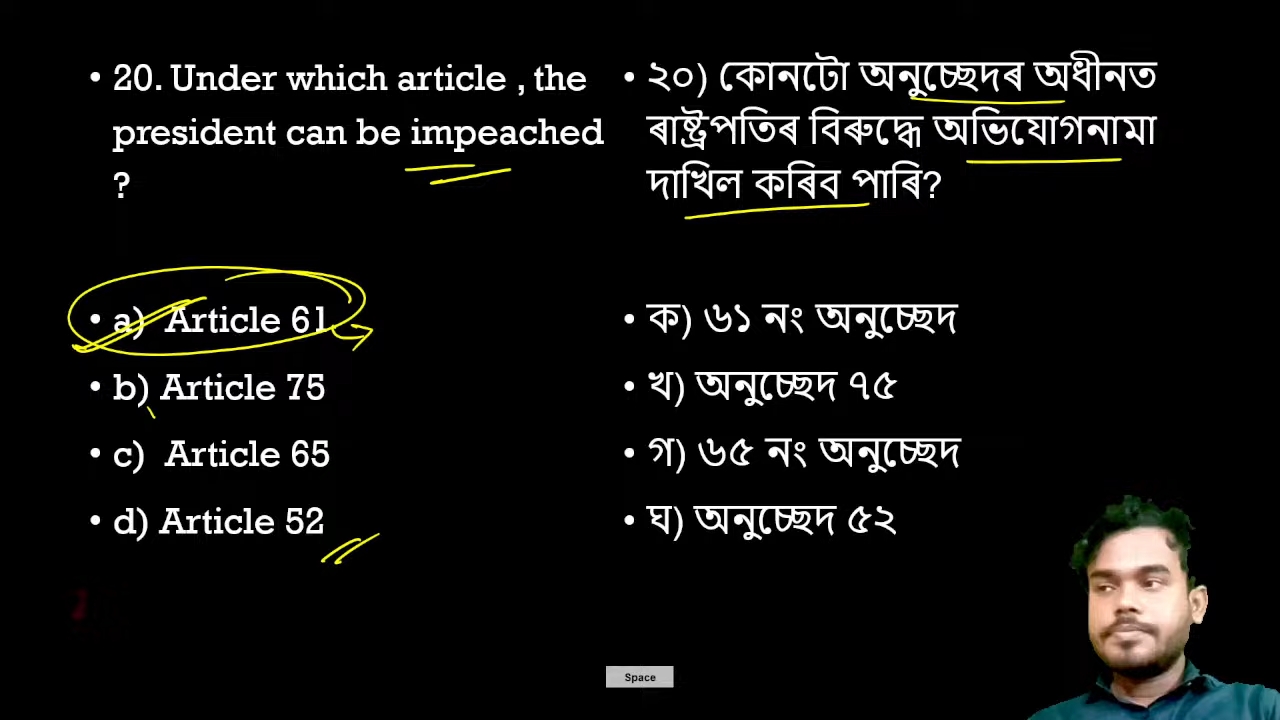 • 20. Under which article , the
president can be impeached
?
• a) Article 61
• b) Article 75
• c) Article 65
• d) Article 52
• ২০) কোনটো অনুচ্ছেদৰ অধীনত
ৰাষ্ট্ৰপতিৰ বিৰুদ্ধে অভিযোগনামা
দাখিল কৰিব পাৰি?
• ক) ৬১ নং অনুচ্ছেদ
• খ) অনুচ্ছেদ ৭৫
• গ) ৬৫ নং অনুচ্ছেদ
• ঘ) অনুচ্ছেদ ৫২
Space